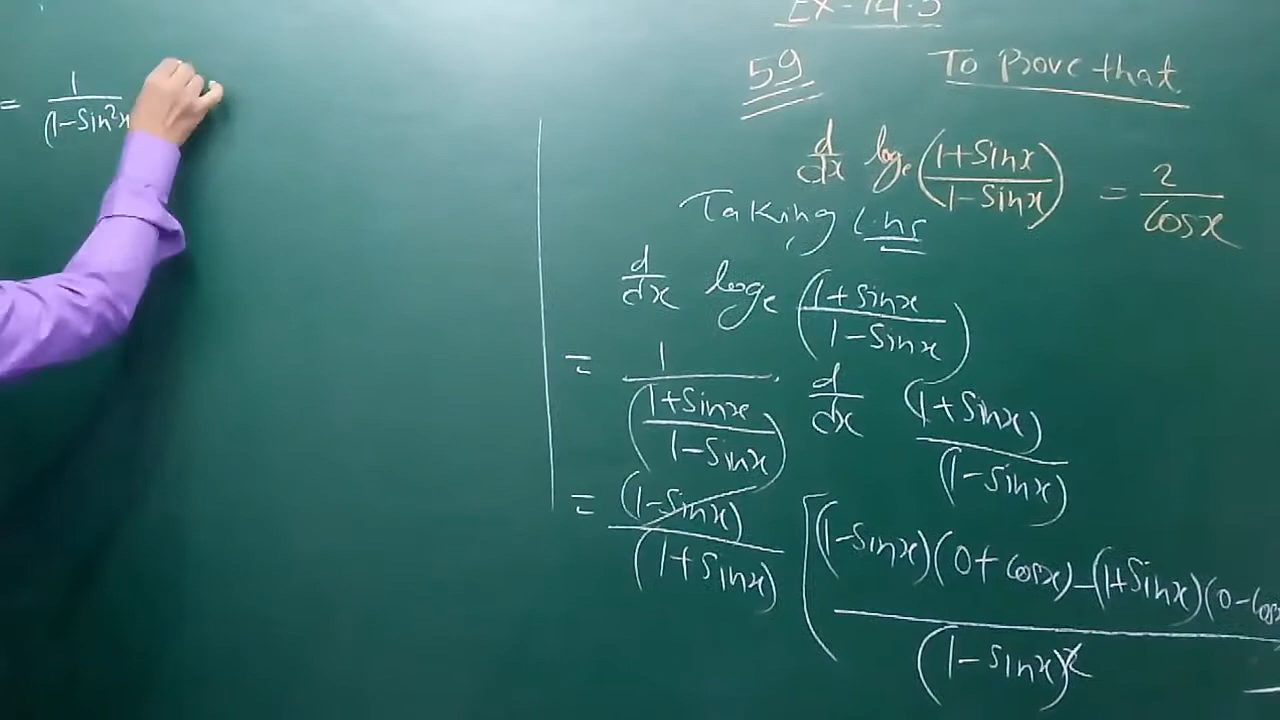 Ex-14.5
59 To Prove that
d/dx logₑ((1+Sinx)/(1-Sinx)) = 2/Cosx
Taking Lhs
d/dx logₑ((1+Sinx)/(1-Sinx))
= 1/((1+Sinx)/(1-Sinx)) . d/dx (1+Sinx)/(1-Sinx)
= (1-Sinx)/(1+Sinx) [(1-Sinx)(0+Cosx)-(1+Sinx)(0-Cosx
(1-Sinx)²
= 1/(1-Sin²x